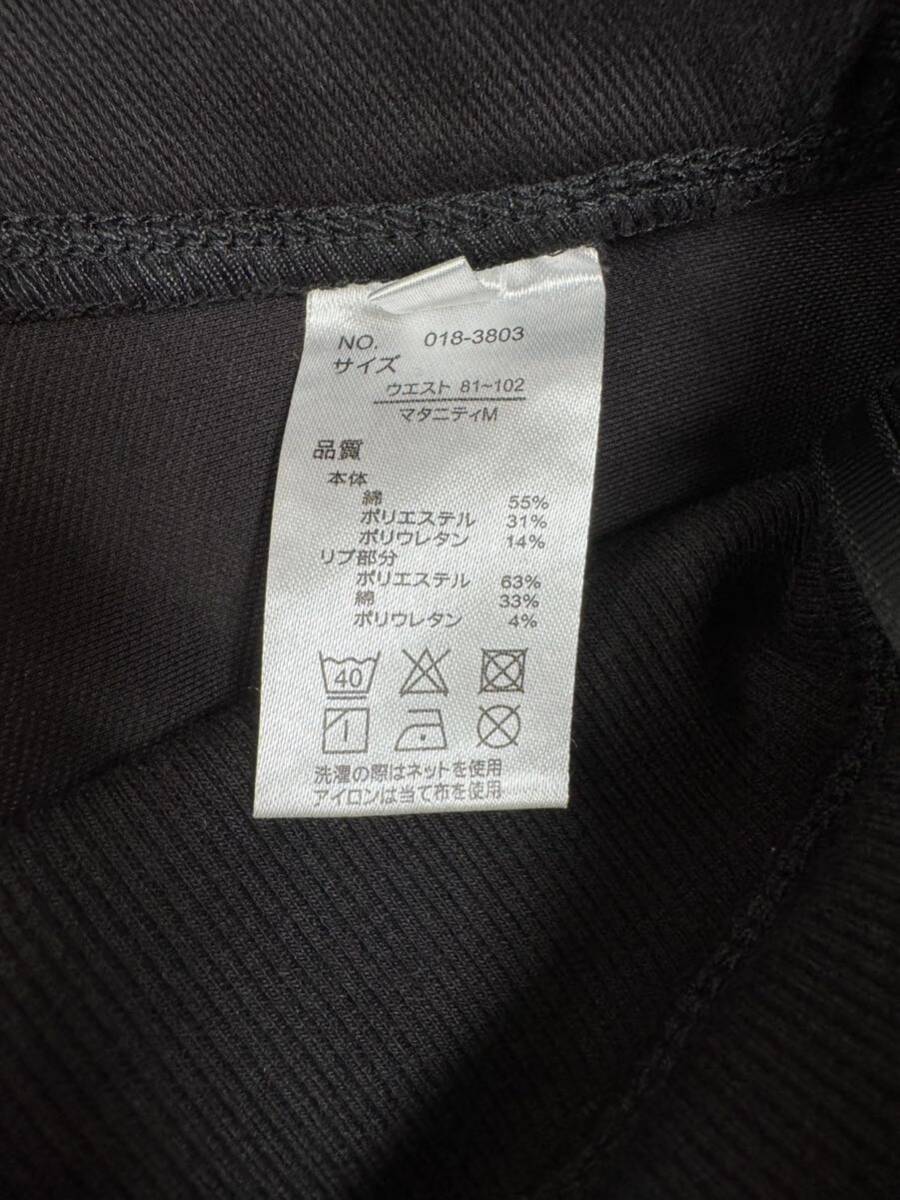 NO. 018-3803
サイズ
ウエスト 81~102
マタニティM
品質
本体
綿 55%
ポリエステル 31%
ポリウレタン 14%
リブ部分
ポリエステル 63%
綿 33%
ポリウレタン 4%
40
洗濯の際はネットを使用
アイロンは当て布を使用